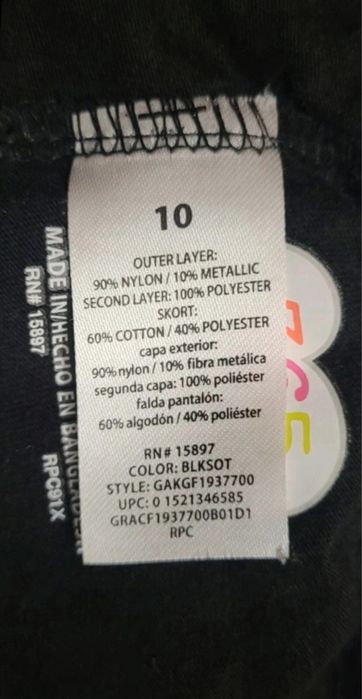 10
OUTER LAYER:
90% NYLON / 10% METALLIC
SECOND LAYER: 100% POLYESTER
SKORT:
60% COTTON / 40% POLYESTER
capa exterior:
90% nylon / 10% fibra metálica
segunda capa: 100% poliéster
falda pantalón:
60% algodón / 40% poliéster
RN# 15897
COLOR: BLKSOT
STYLE: GAKGF1937700
UPC: 0 1521346585
GRACF1937700B01D1
RPC
MADE IN/HECHO EN
RN# 15897
RPC91X